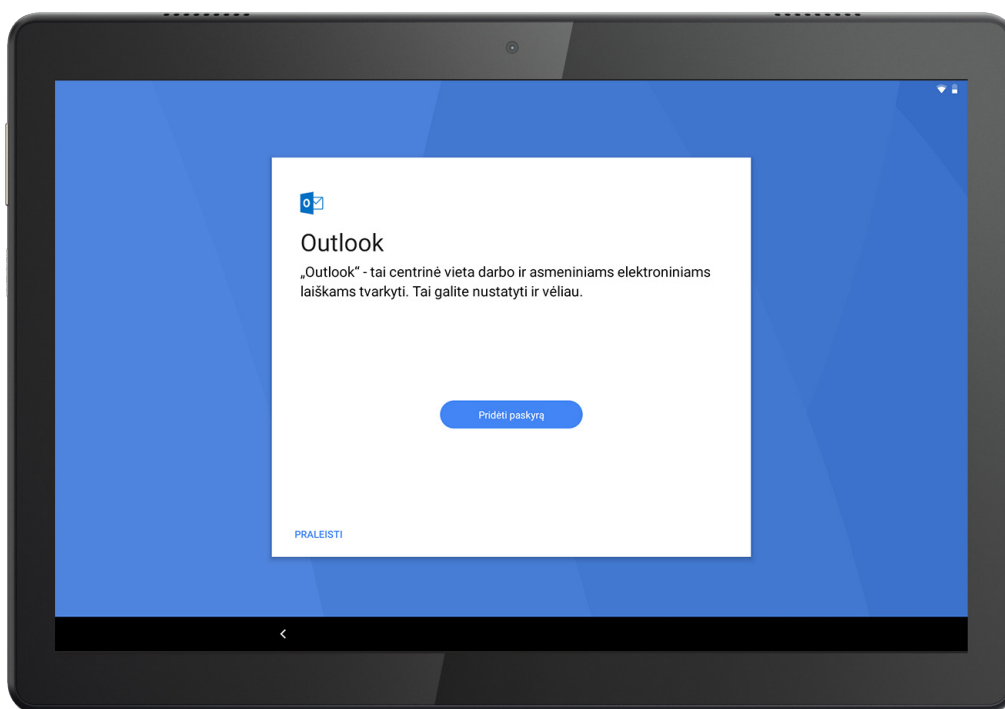 Outlook
„Outlook“ - tai centrinė vieta darbo ir asmeniniams elektroniniams
laiškams tvarkyti. Tai galite nustatyti ir vėliau.
Pridėti paskyrą
PRALEISTI